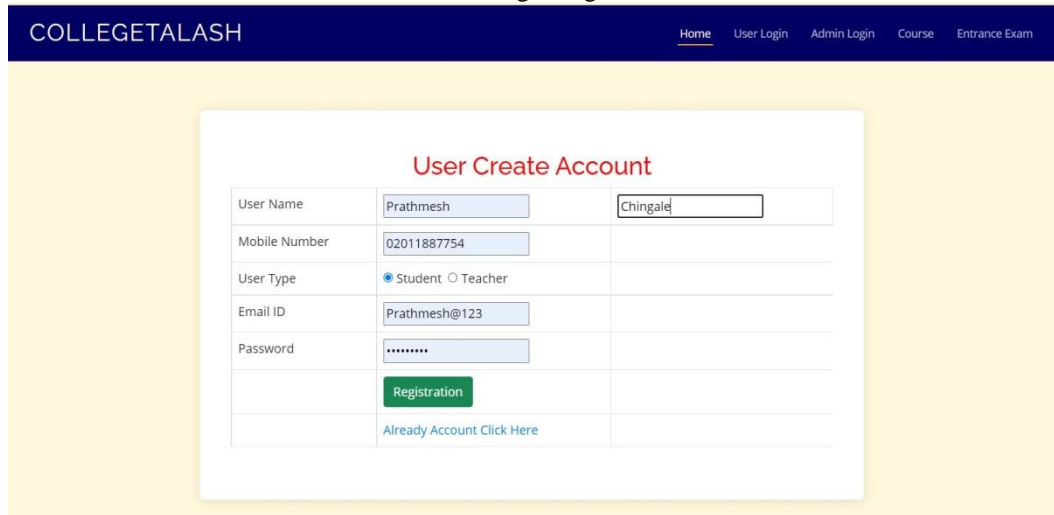 COLLEGETALASH Home User Login Admin Login Course Entrance Exam
User Create Account
User Name Prathmesh Chingale
Mobile Number 02011887754
User Type Student Teacher
Email ID Prathmesh@123
Password •••••••••
Registration
Already Account Click Here